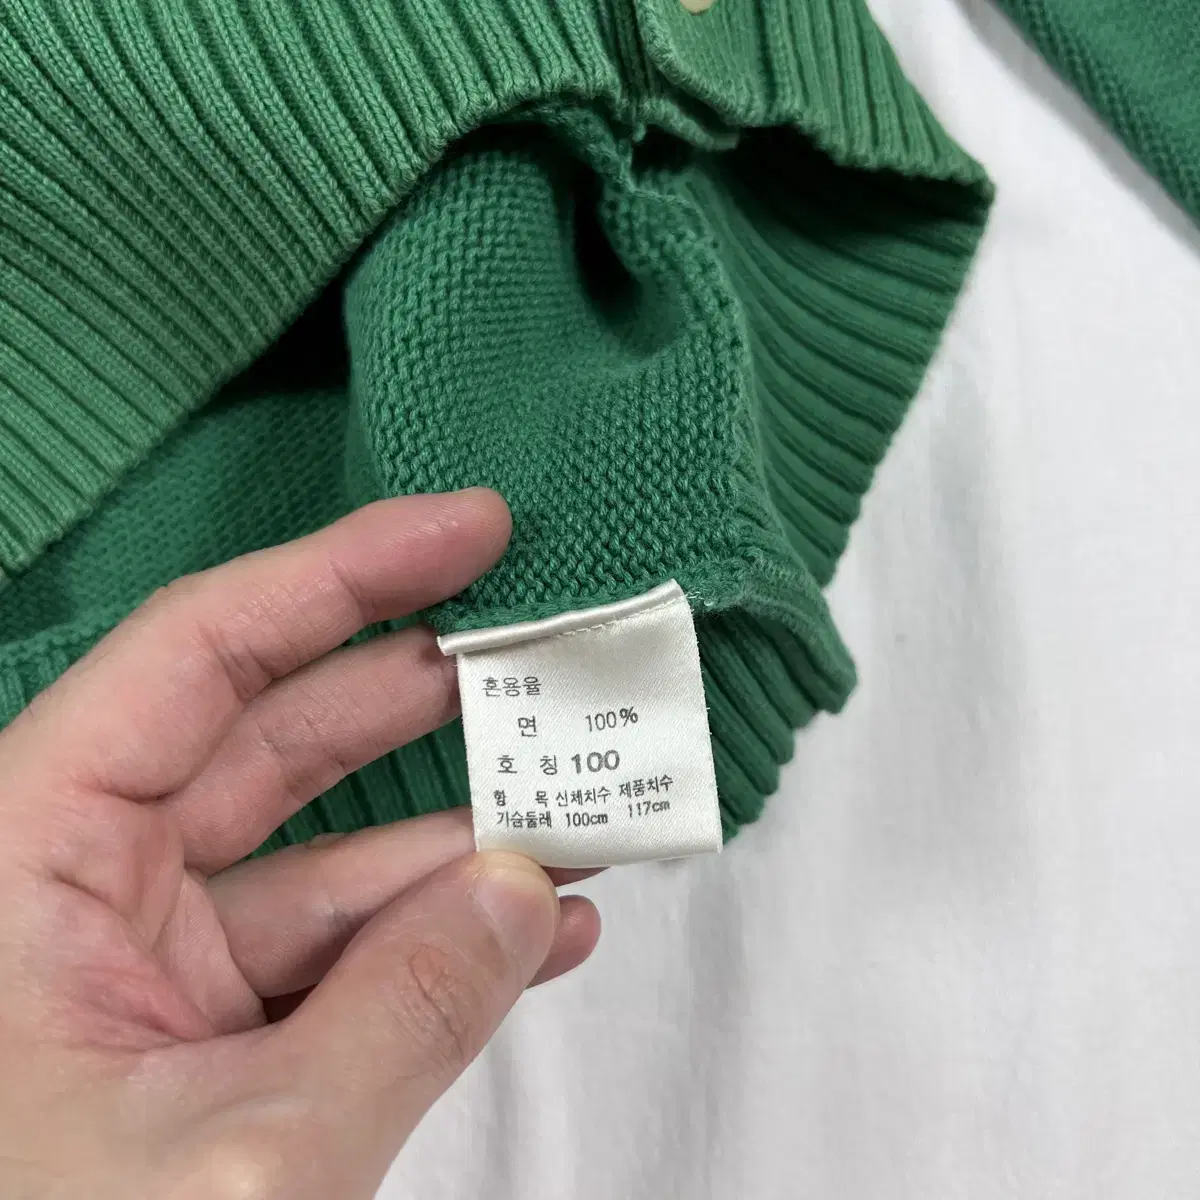 혼용율
면 100%
호 칭 100
항 목 신체치수 제품치수
가슴둘레 100cm 117cm